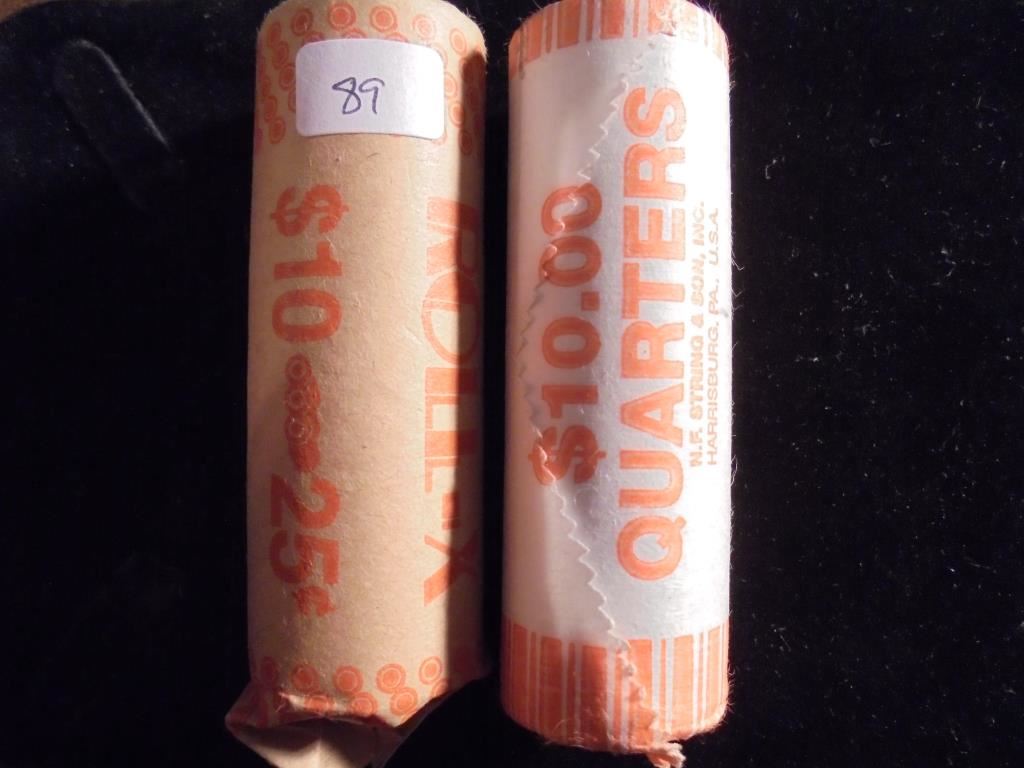 89
$10 25¢
ROLL-X
$10.00
QUARTERS
N.F. STRING & SON, INC.
HARRISBURG, PA., U.S.A.